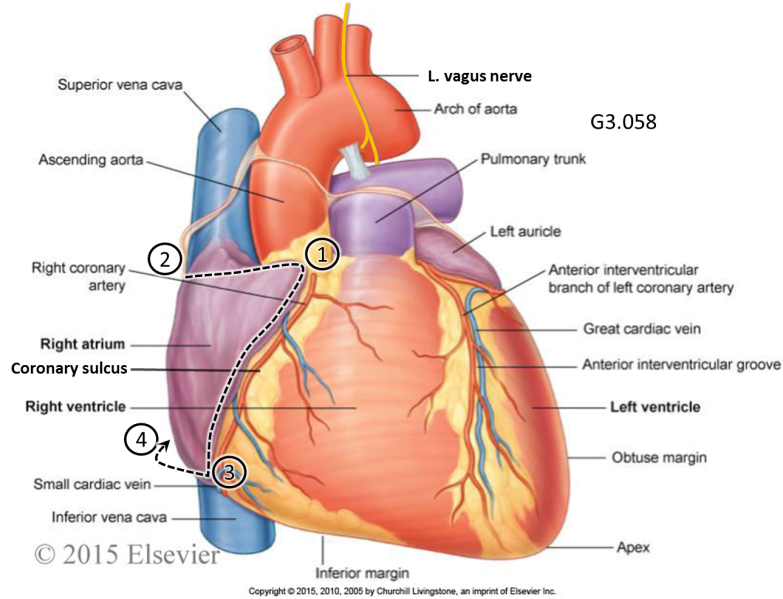 L. vagus nerve
Superior vena cava
Arch of aorta
G3.058
Ascending aorta
Pulmonary trunk
Left auricle
1
2
Right coronary
artery
Anterior interventricular
branch of left coronary artery
Great cardiac vein
Right atrium
Coronary sulcus
Anterior interventricular groove
Right ventricle
Left ventricle
4
Obtuse margin
3
Small cardiac vein
Inferior vena cava
© 2015 Elsevier
Apex
Inferior margin
Copyright © 2015, 2010, 2005 by Churchill Livingstone, an imprint of Elsevier Inc.